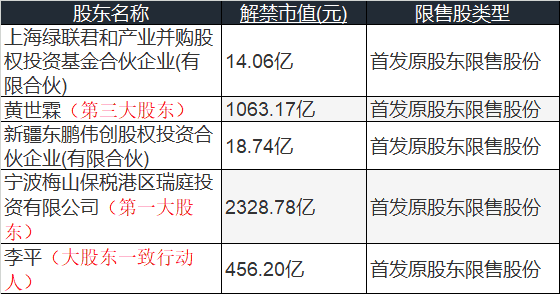 股东名称 解禁市值(元) 限售股类型
上海绿联君和产业并购股
权投资基金合伙企业(有
限合伙)
14.06亿 首发原股东限售股份
黄世霖（第三大股东） 1063.17亿 首发原股东限售股份
新疆东鹏伟创股权投资合
伙企业(有限合伙)
18.74亿 首发原股东限售股份
宁波梅山保税港区瑞庭投
资有限公司（第一大股
东）
2328.78亿 首发原股东限售股份
李平（大股东一致行动
人）
456.20亿 首发原股东限售股份